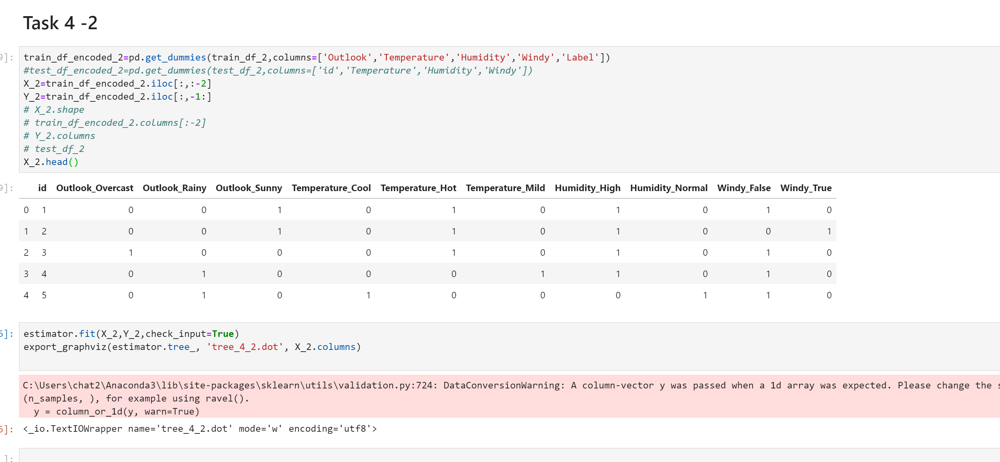 Task 4 -2
9]: train_df_encoded_2=pd.get_dummies(train_df_2,columns=['Outlook','Temperature','Humidity','Windy','Label'])
#test_df_encoded_2=pd.get_dummies(test_df_2,columns=['id','Temperature','Humidity','Windy'])
X_2=train_df_encoded_2.iloc[:,:-2]
Y_2=train_df_encoded_2.iloc[:,-1:]
# X_2.shape
# train_df_encoded_2.columns[:-2]
# Y_2.columns
# test_df_2
X_2.head()
9]: id Outlook_Overcast Outlook_Rainy Outlook_Sunny Temperature_Cool Temperature_Hot Temperature_Mild Humidity_High Humidity_Normal Windy_False Windy_True
0 1 0 0 1 0 1 0 1 0 1 0
1 2 0 0 1 0 1 0 1 0 0 1
2 3 1 0 0 0 1 0 1 0 1 0
3 4 0 1 0 0 0 1 1 0 1 0
4 5 0 1 0 1 0 0 0 1 1 0
6]: estimator.fit(X_2,Y_2,check_input=True)
export_graphviz(estimator.tree_, 'tree_4_2.dot', X_2.columns)
C:\Users\chat2\Anaconda3\lib\site-packages\sklearn\utils\validation.py:724: DataConversionWarning: A column-vector y was passed when a 1d array was expected. Please change the
(n_samples, ), for example using ravel().
y = column_or_1d(y, warn=True)
6]: <_io.TextIOWrapper name='tree_4_2.dot' mode='w' encoding='utf8'>
]: